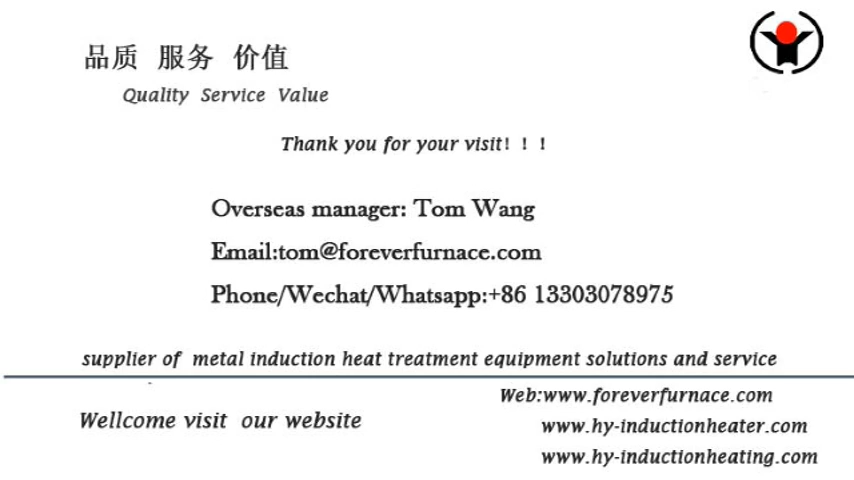 品质 服务 价值
Quality Service Value
Thank you for your visit！！！
Overseas manager: Tom Wang
Email:tom@foreverfurnace.com
Phone/Wechat/Whatsapp:+86 13303078975
supplier of metal induction heat treatment equipment solutions and service
Wellcome visit our website
Web:www.foreverfurnace.com
www.hy-inductionheater.com
www.hy-inductionheating.com